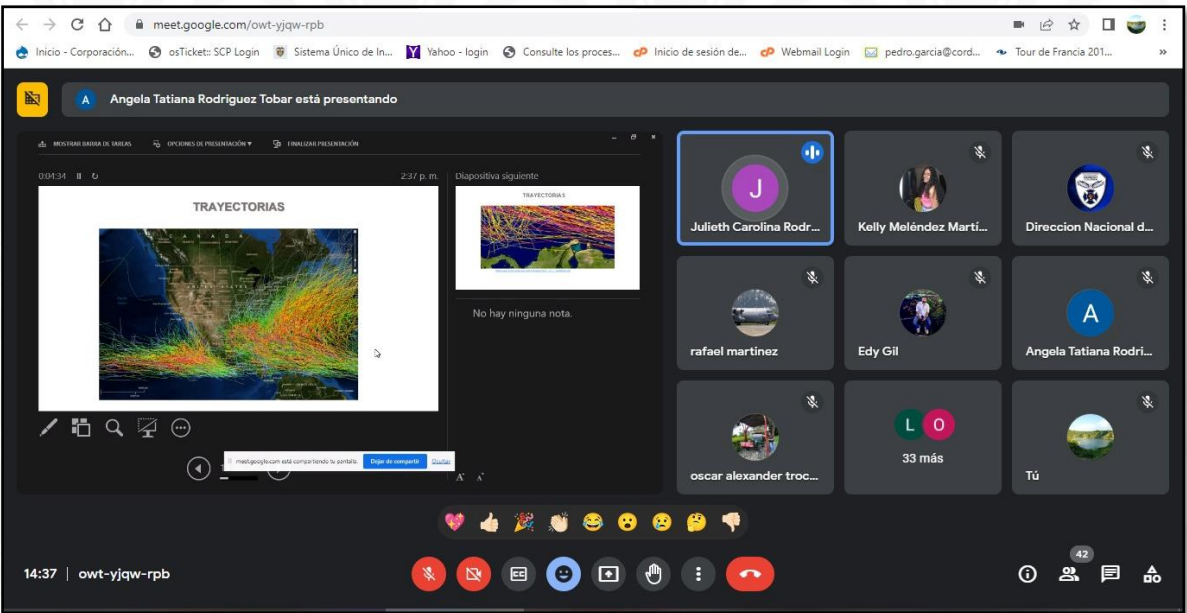 meet.google.com/owt-yjqw-rpb
Inicio - Corporación... osTicket:: SCP Login Sistema Único de In... Yahoo - login Consulte los proces... Inicio de sesión de... Webmail Login pedro.garcia@cord... Tour de Francia 201... »
A Angela Tatiana Rodriguez Tobar está presentando
MOSTRAR BARRA DE TAREAS OPCIONES DE PRESENTACIÓN FINALIZAR PRESENTACIÓN
0:04:34 2:37 p. m. Diapositiva siguiente
TRAYECTORIAS
TRAYECTORIAS
CANADA
UNITED STATES
No hay ninguna nota.
meet.google.com está compartiendo tu pantalla. Dejar de compartir Ocultar
A A
J
Julieth Carolina Rodr...
Kelly Meléndez Martí...
Direccion Nacional d...
rafael martinez
Edy Gil
A
Angela Tatiana Rodri...
oscar alexander troc...
L O
33 más
Tú
14:37 | owt-yjqw-rpb
CC
42